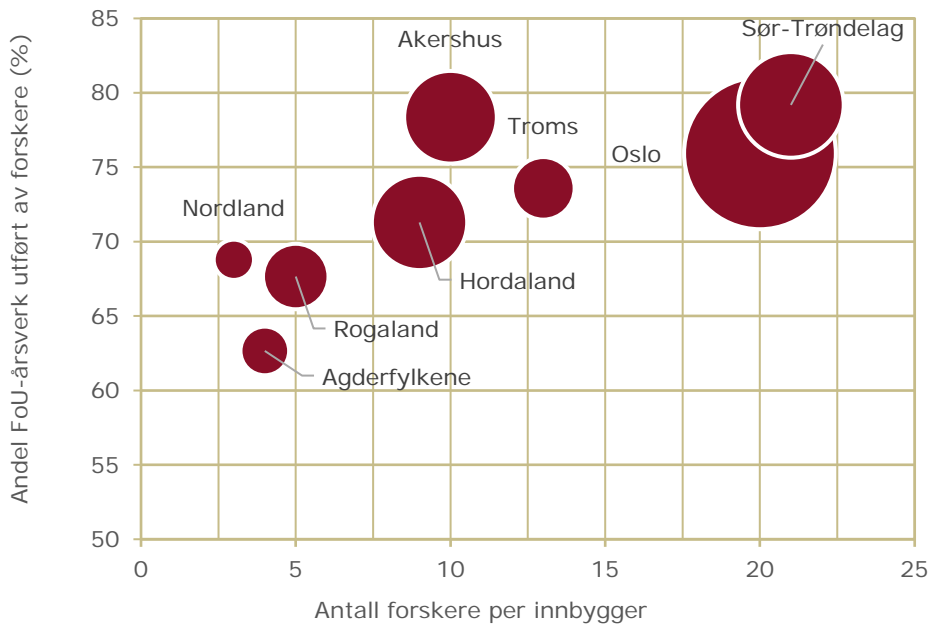 Andel FoU-årsverk utført av forskere (%)
85
80
75
70
65
60
55
50
Akershus
Sør-Trøndelag
Troms
Oslo
Nordland
Hordaland
Rogaland
Agderfylkene
0
5
10
15
20
25
Antall forskere per innbygger